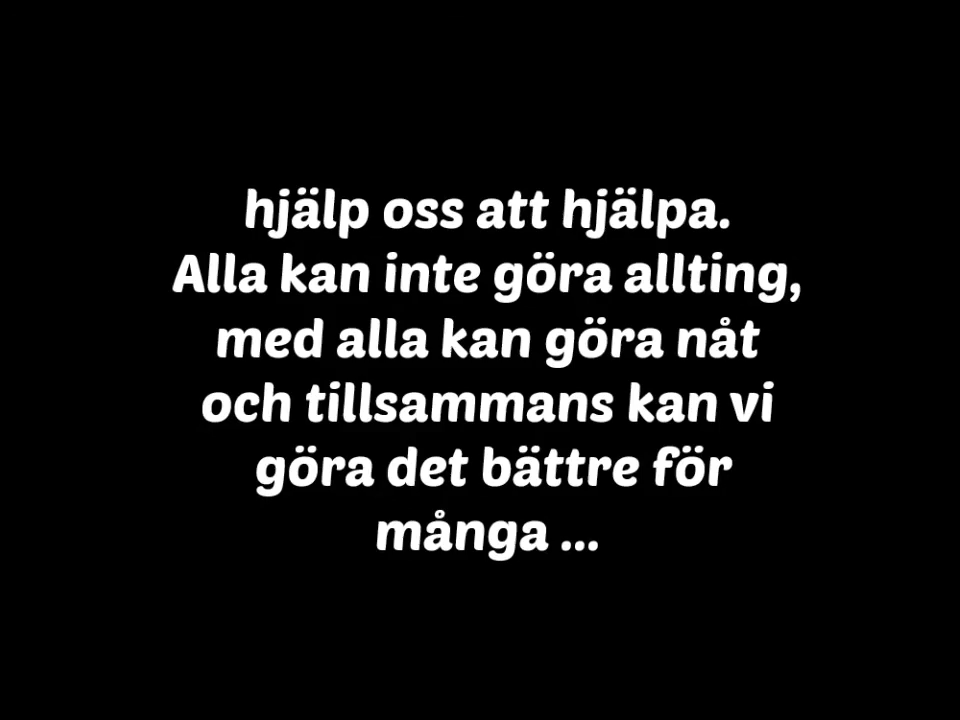 hjälp oss att hjälpa.
Alla kan inte göra allting,
med alla kan göra nåt
och tillsammans kan vi
göra det bättre för
många ...